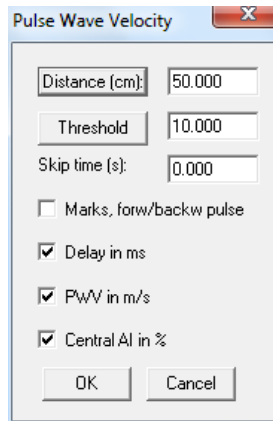 Pulse Wave Velocity
Distance (cm): 50.000
Threshold 10.000
Skip time (s): 0.000
Marks, forw/backw pulse
Delay in ms
PWV in m/s
Central AI in %
OK Cancel